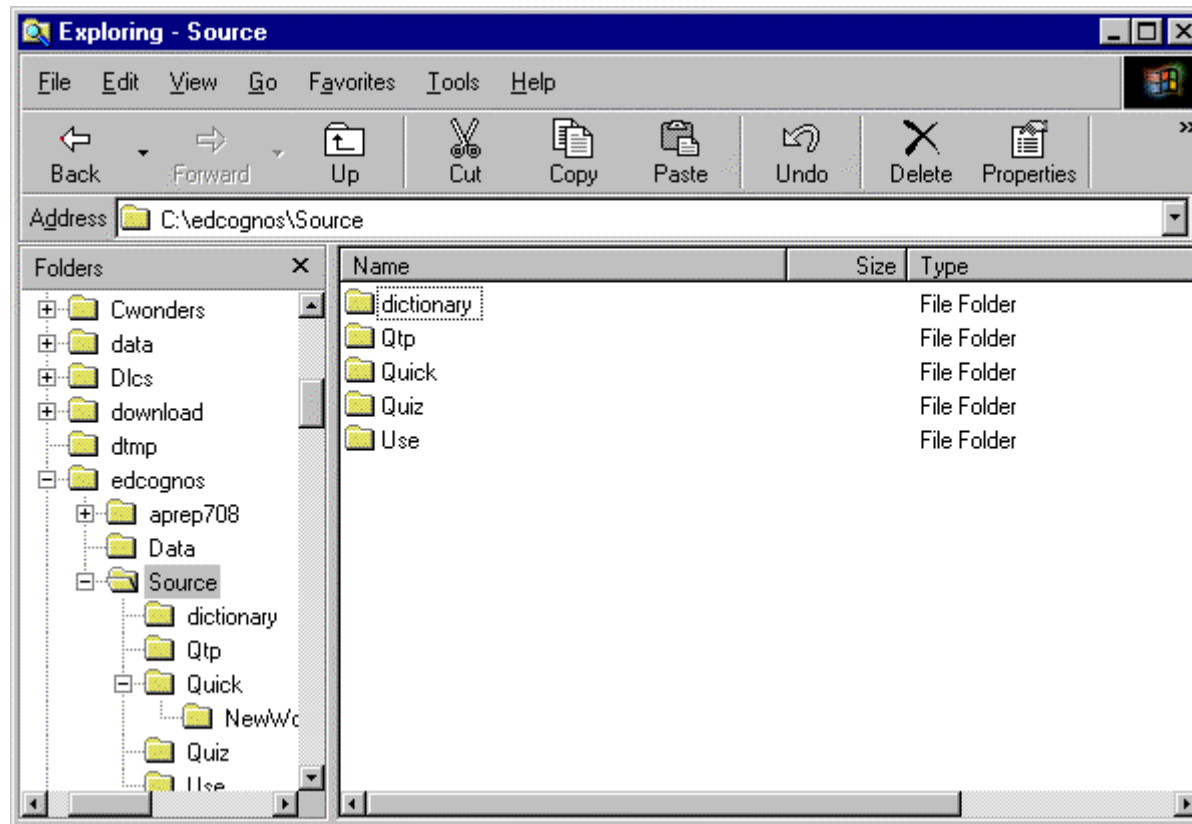 Exploring - Source
File Edit View Go Favorites Tools Help
Back Forward Up Cut Copy Paste Undo Delete Properties »
Address C:\edcognos\Source
Folders Name Size Type
Cwonders
data
Dlcs
download
dtmp
edcognos
aprep708
Data
Source
dictionary
Qtp
Quick
NewWo
Quiz
Use
dictionary File Folder
Qtp File Folder
Quick File Folder
Quiz File Folder
Use File Folder